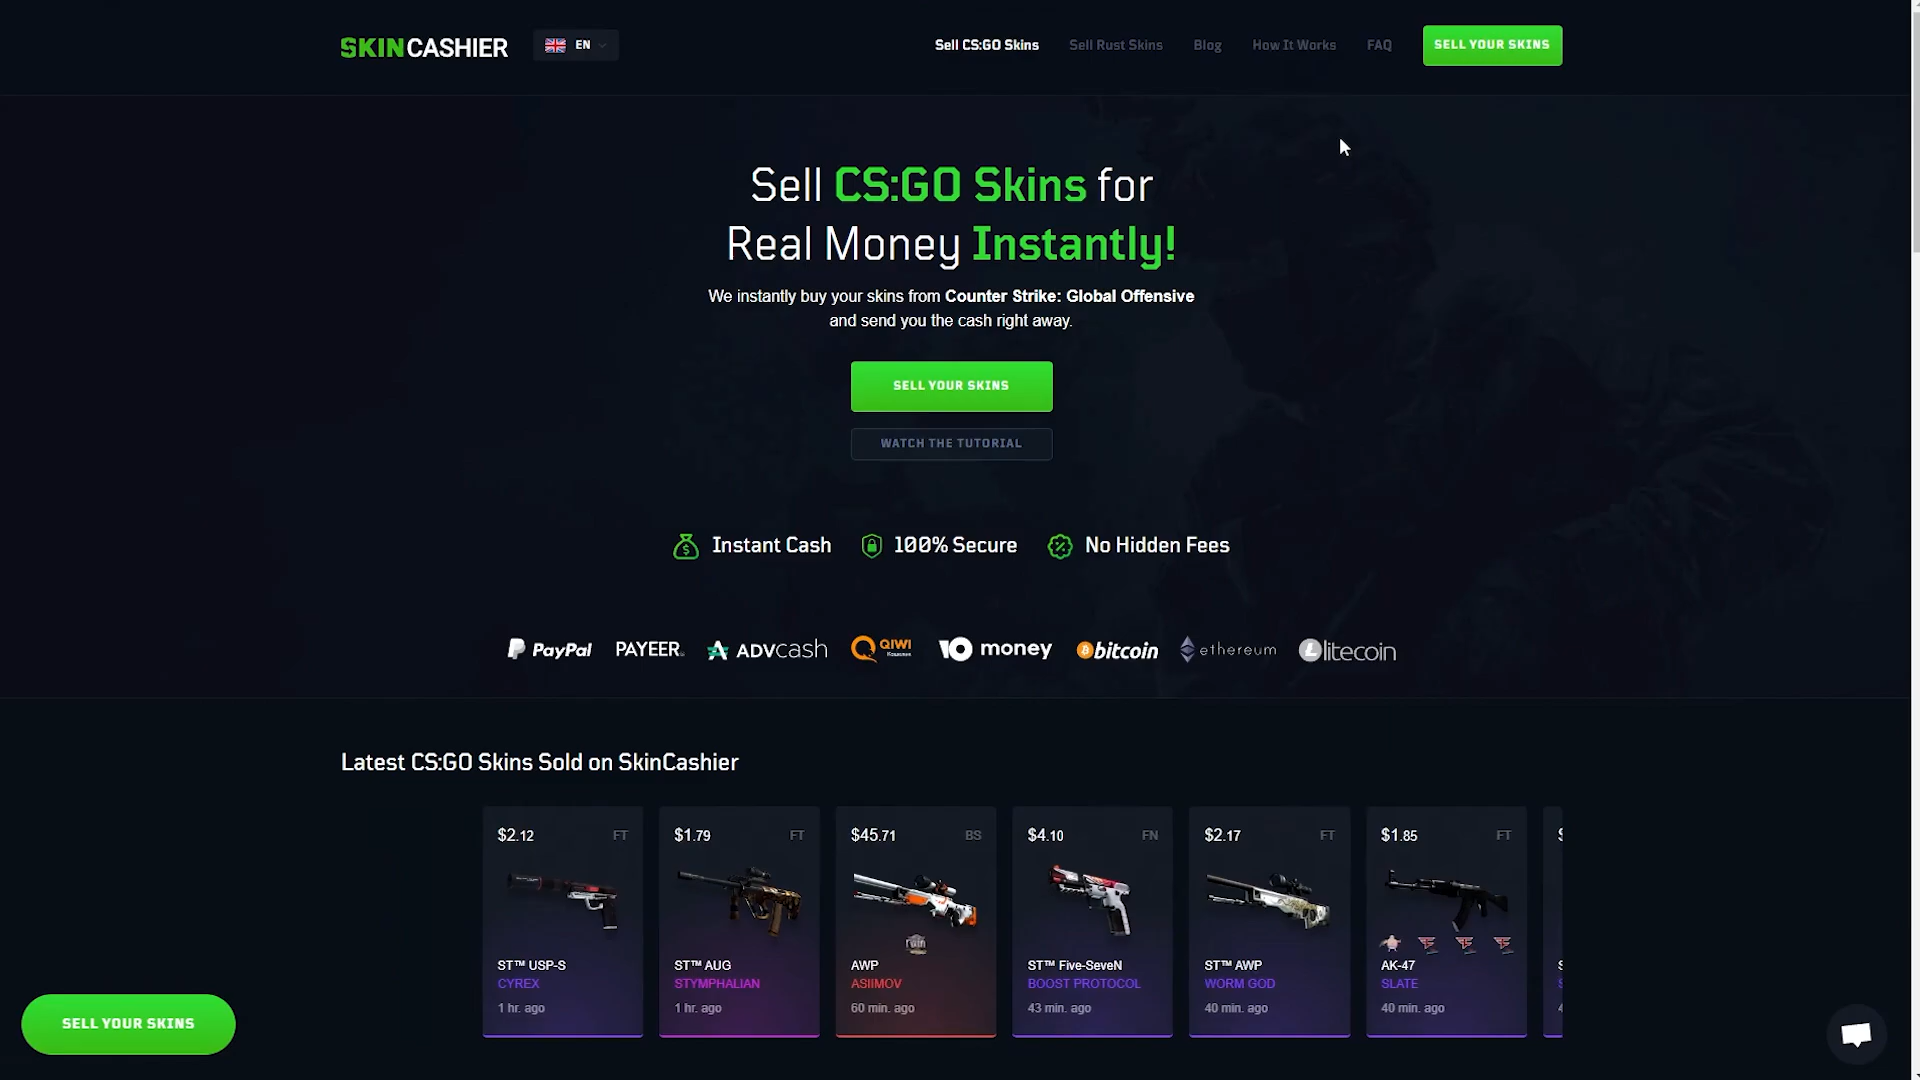 SKINCASHIER
EN
Sell CS:GO Skins
Sell Rust Skins
Blog
How It Works
FAQ
SELL YOUR SKINS
Sell CS:GO Skins for
Real Money Instantly!
We instantly buy your skins from Counter Strike: Global Offensive
and send you the cash right away.
SELL YOUR SKINS
WATCH THE TUTORIAL
Instant Cash
100% Secure
No Hidden Fees
PayPal
PAYEER
ADVcash
QIWI
money
bitcoin
ethereum
litecoin
Latest CS:GO Skins Sold on SkinCashier
$2.12 FT
ST™ USP-S
CYREX
1 hr. ago
$1.79 FT
ST™ AUG
STYMPHALIAN
1 hr. ago
$45.71 BS
AWP
ASIIMOV
60 min. ago
$4.10 FN
ST™ Five-SeveN
BOOST PROTOCOL
43 min. ago
$2.17 FT
ST™ AWP
WORM GOD
40 min. ago
$1.85 FT
AK-47
SLATE
40 min. ago
SELL YOUR SKINS